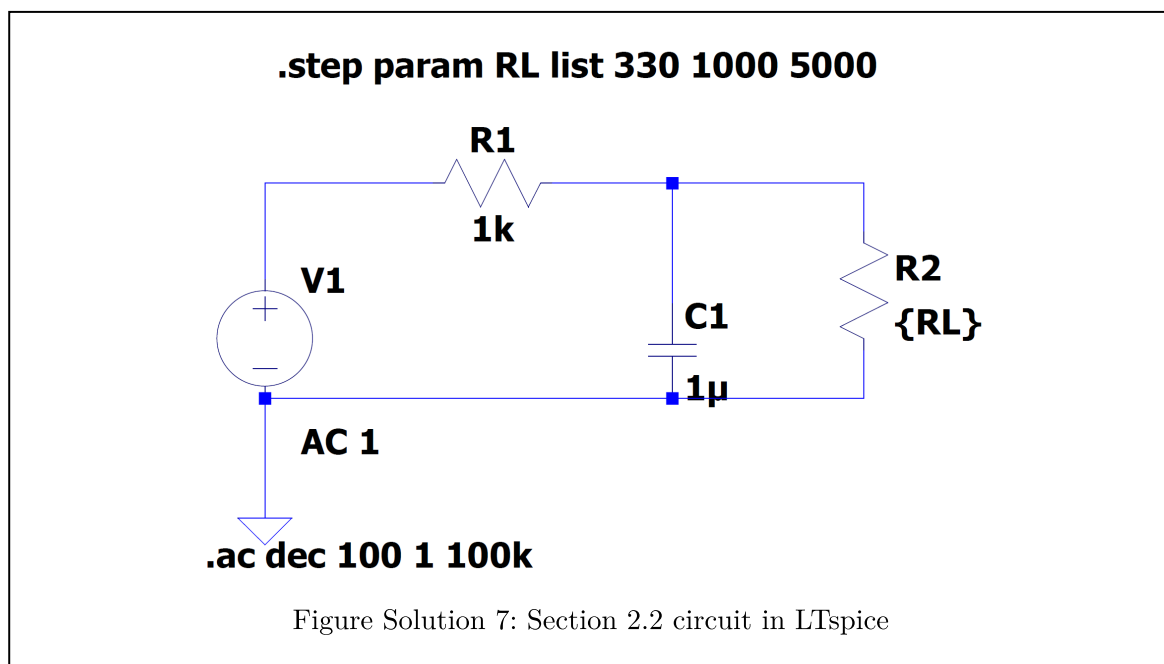 .step param RL list 330 1000 5000
R1
1k
V1
R2
{RL}
C1
1µ
AC 1
.ac dec 100 1 100k
Figure Solution 7: Section 2.2 circuit in LTspice